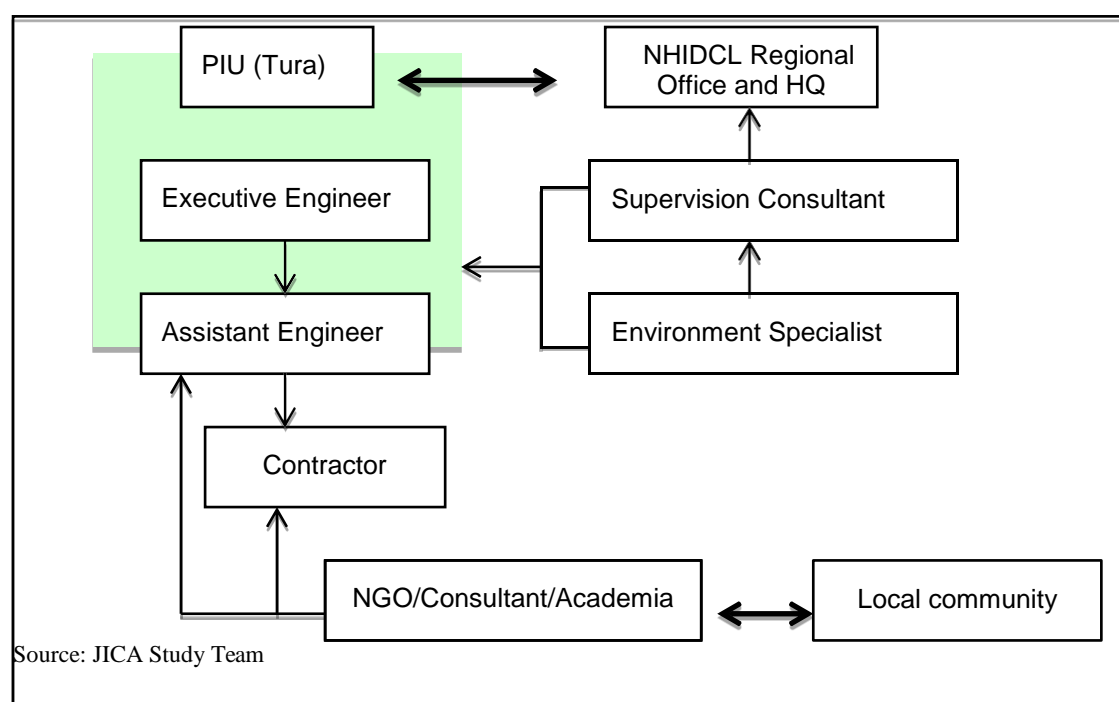 PIU (Tura)
NHIDCL Regional
Office and HQ
Executive Engineer
Supervision Consultant
Assistant Engineer
Environment Specialist
Contractor
NGO/Consultant/Academia
Local community
Source: JICA Study Team